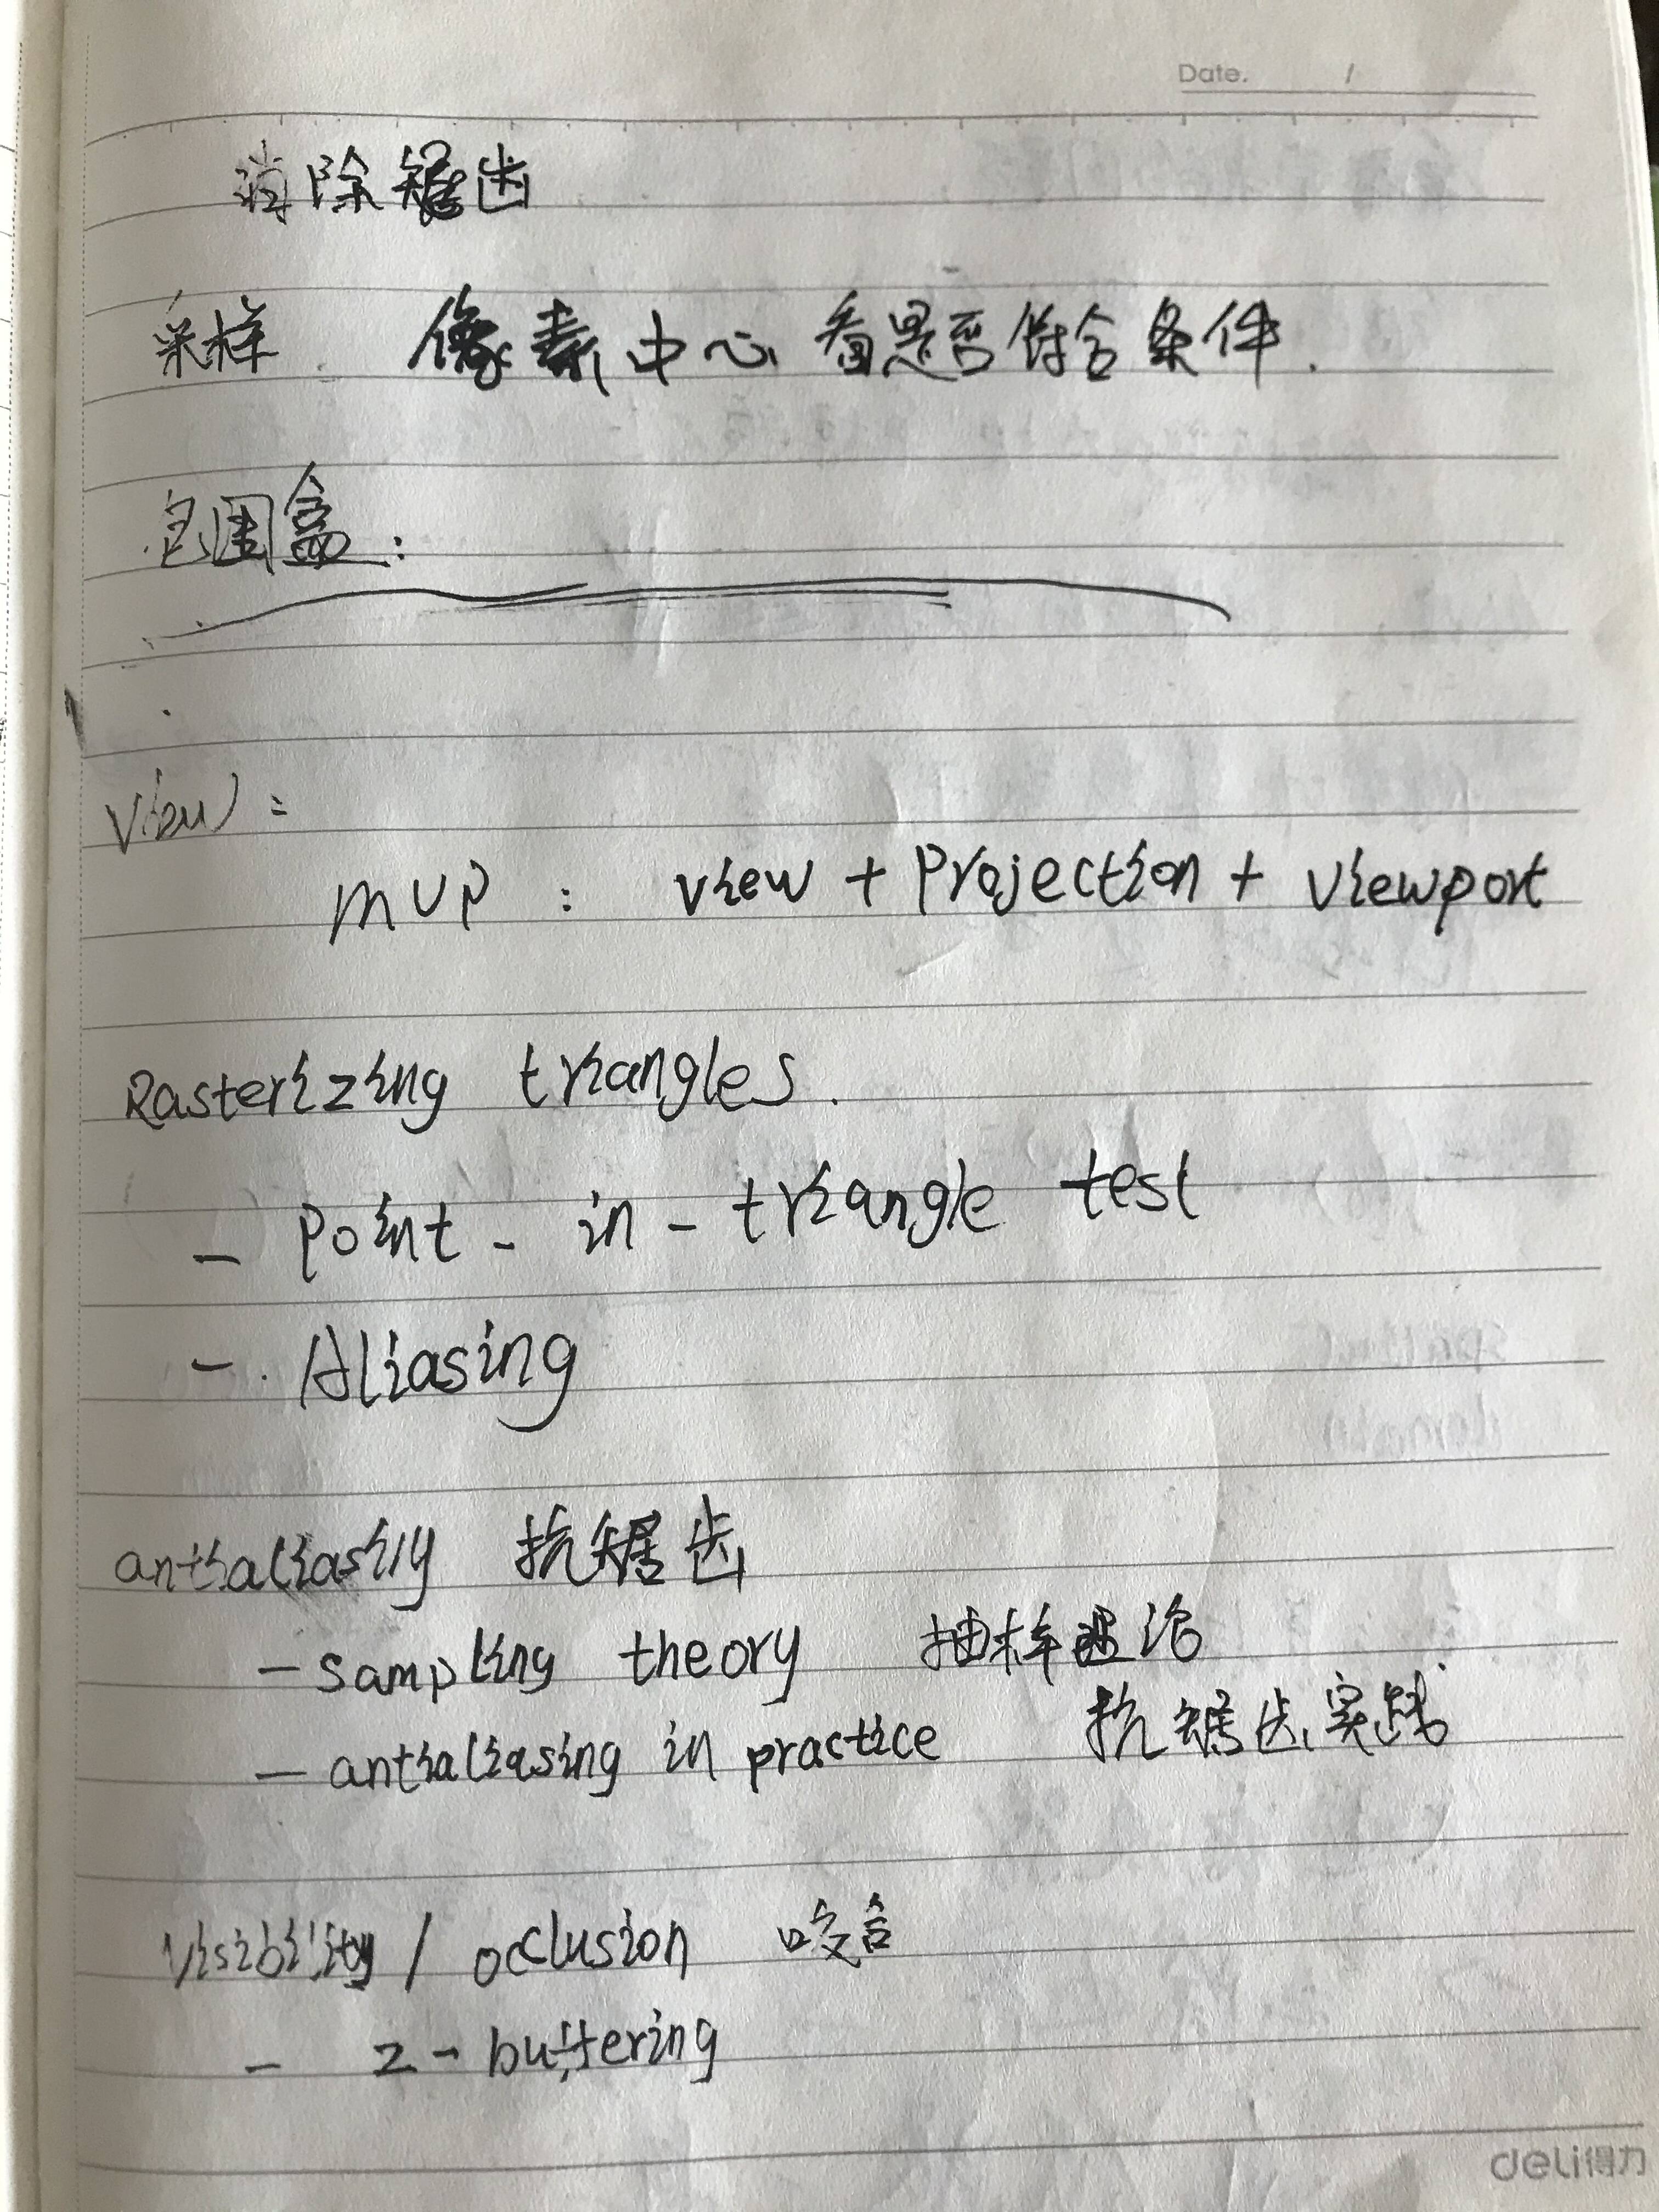 Date. /
消除锯齿
采样 像素中心 看是否符合条件.
包围盒:
View:
MVP : view + Projection + Viewport
Rasterizing triangles.
- Point - in - triangle test
- Aliasing
antialiasing 抗锯齿
- sampling theory 抽样理论
- antialiasing in practice 抗锯齿实践
Visibility / occlusion 咬合
- z - buffering
deli得力